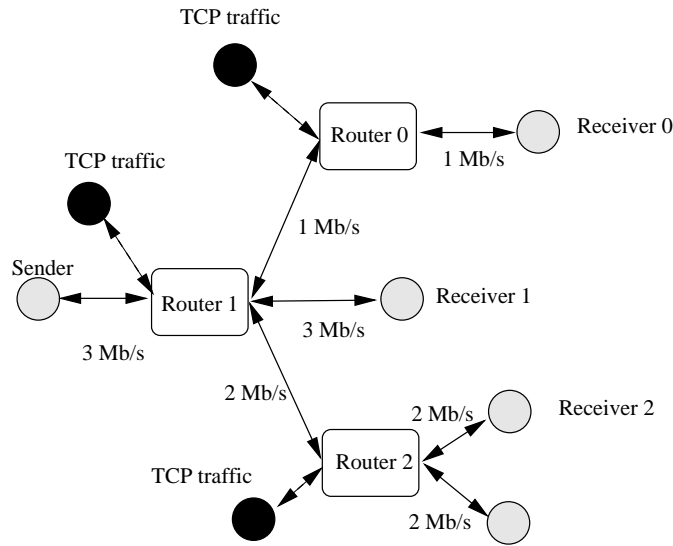 TCP traffic
Router 0
Receiver 0
1 Mb/s
TCP traffic
1 Mb/s
Sender
Router 1
Receiver 1
3 Mb/s
3 Mb/s
2 Mb/s
2 Mb/s
Receiver 2
Router 2
TCP traffic
2 Mb/s